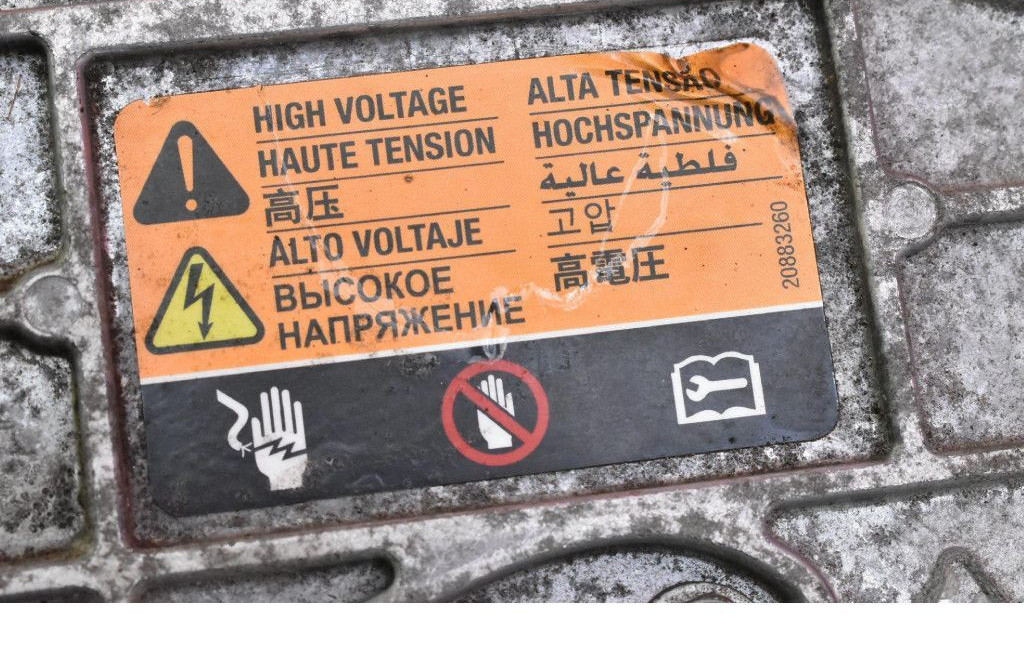 HIGH VOLTAGE
HAUTE TENSION
高压
ALTO VOLTAJE
ВЫСОКОЕ
НАПРЯЖЕНИЕ
ALTA TENSÃO
HOCHSPANNUNG
فلطية عالية
고압
高電圧
20883260